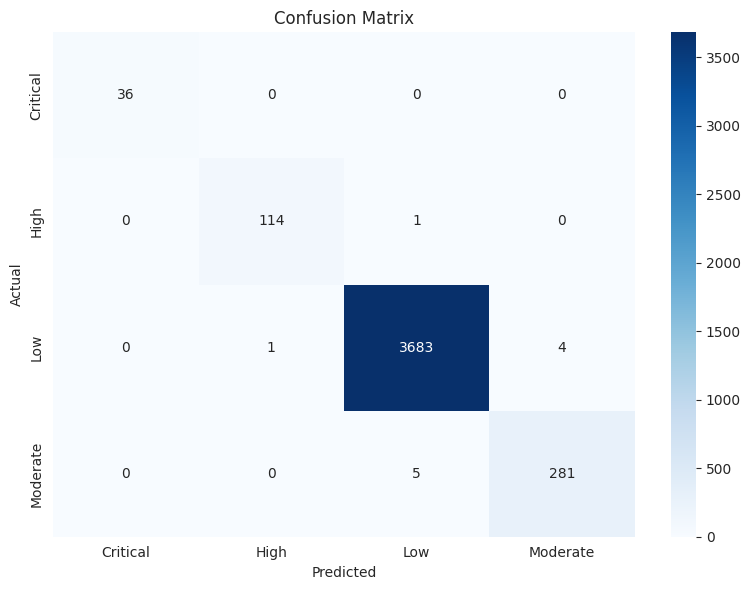 Confusion Matrix
Critical
36
0
0
0
High
0
114
1
0
Low
0
1
3683
4
Moderate
0
0
5
281
Actual
Critical
High
Low
Moderate
Predicted
3500
3000
2500
2000
1500
1000
500
0